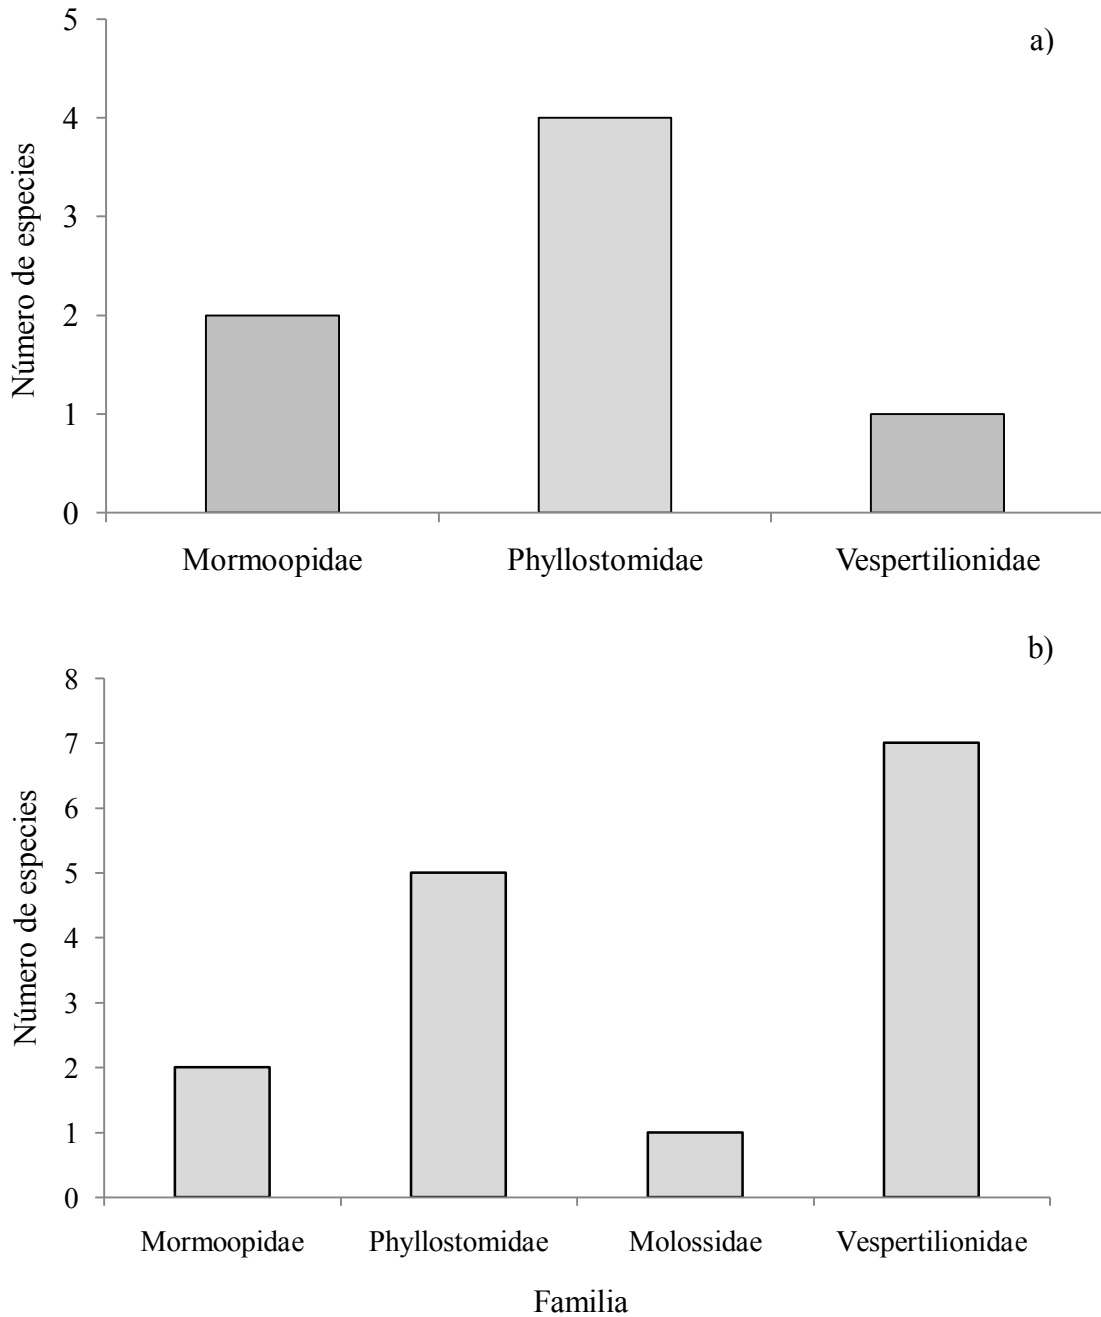 a)
5
4
3
2
1
0
Número de especies
Mormoopidae Phyllostomidae Vespertilionidae
b)
8
7
6
5
4
3
2
1
0
Número de especies
Mormoopidae Phyllostomidae Molossidae Vespertilionidae
Familia